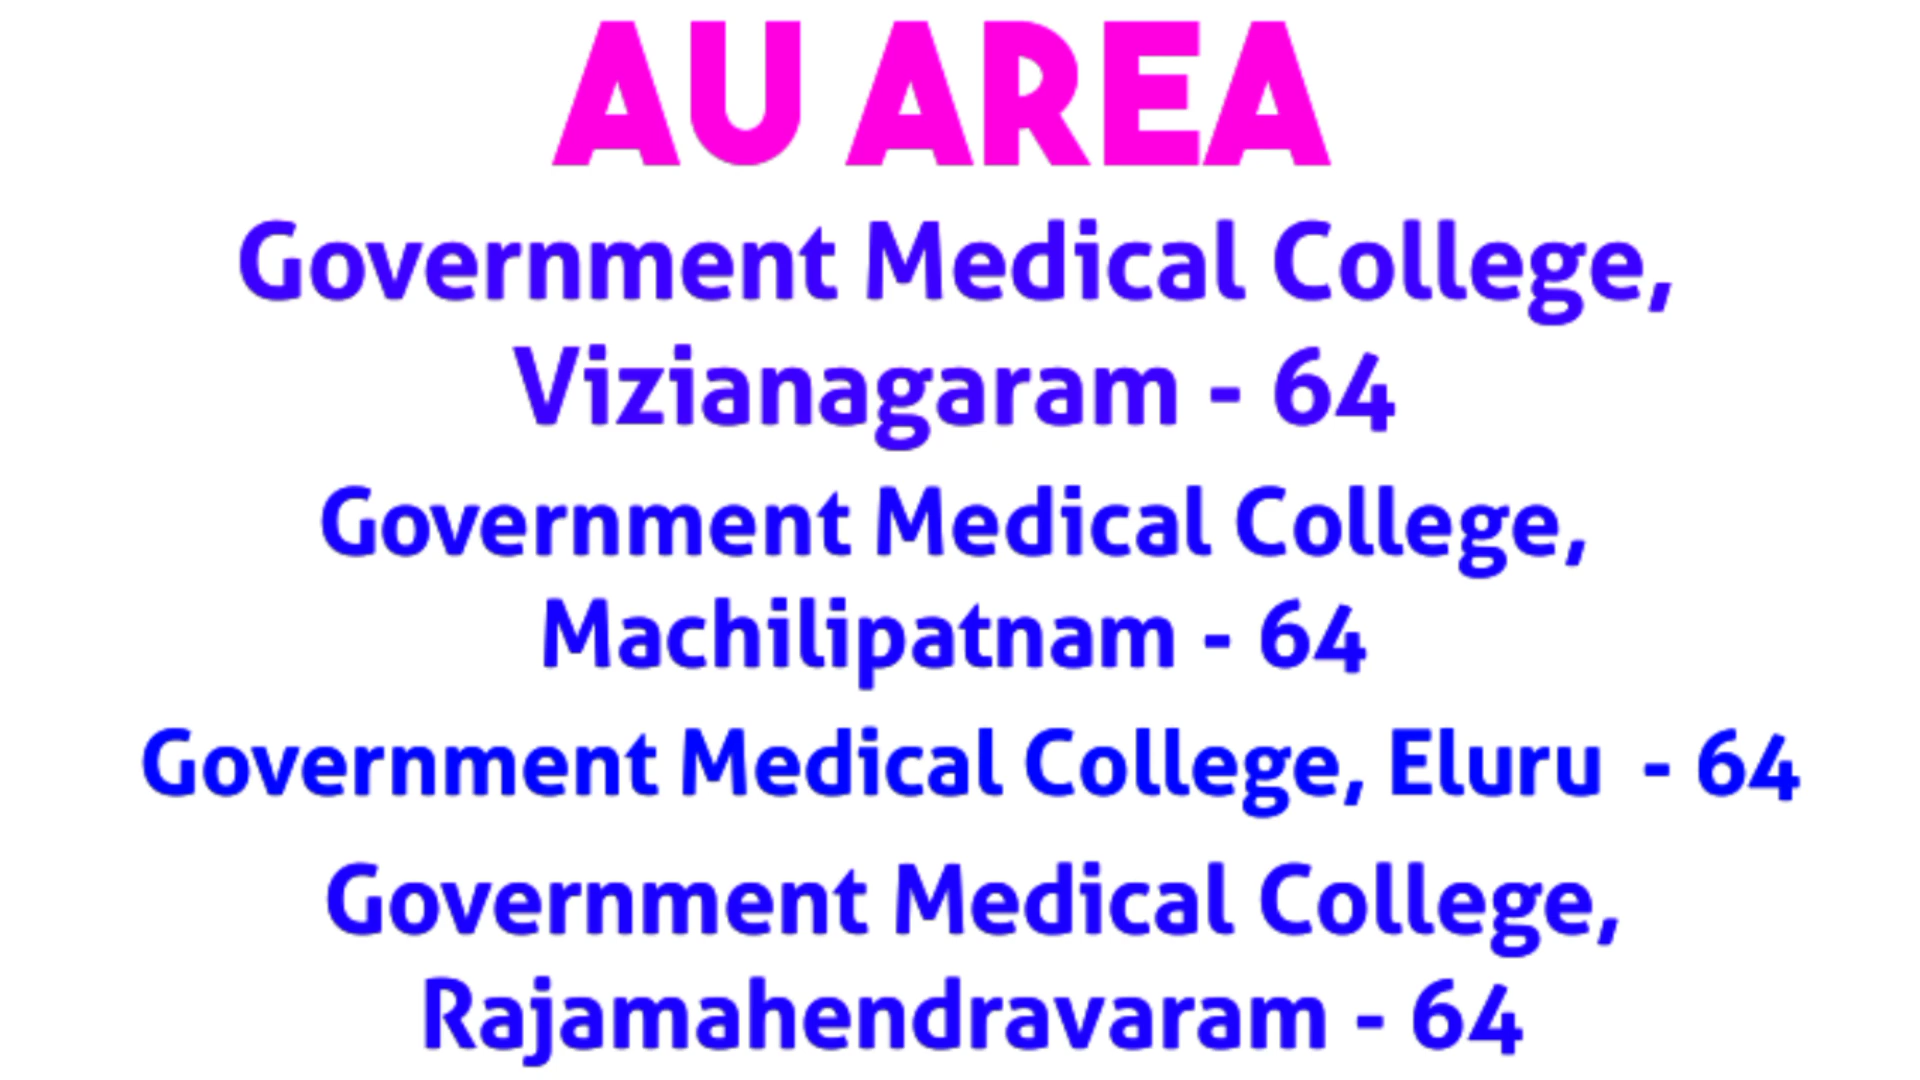 AU AREA
Government Medical College,
Vizianagaram - 64
Government Medical College,
Machilipatnam - 64
Government Medical College, Eluru - 64
Government Medical College,
Rajamahendravaram - 64